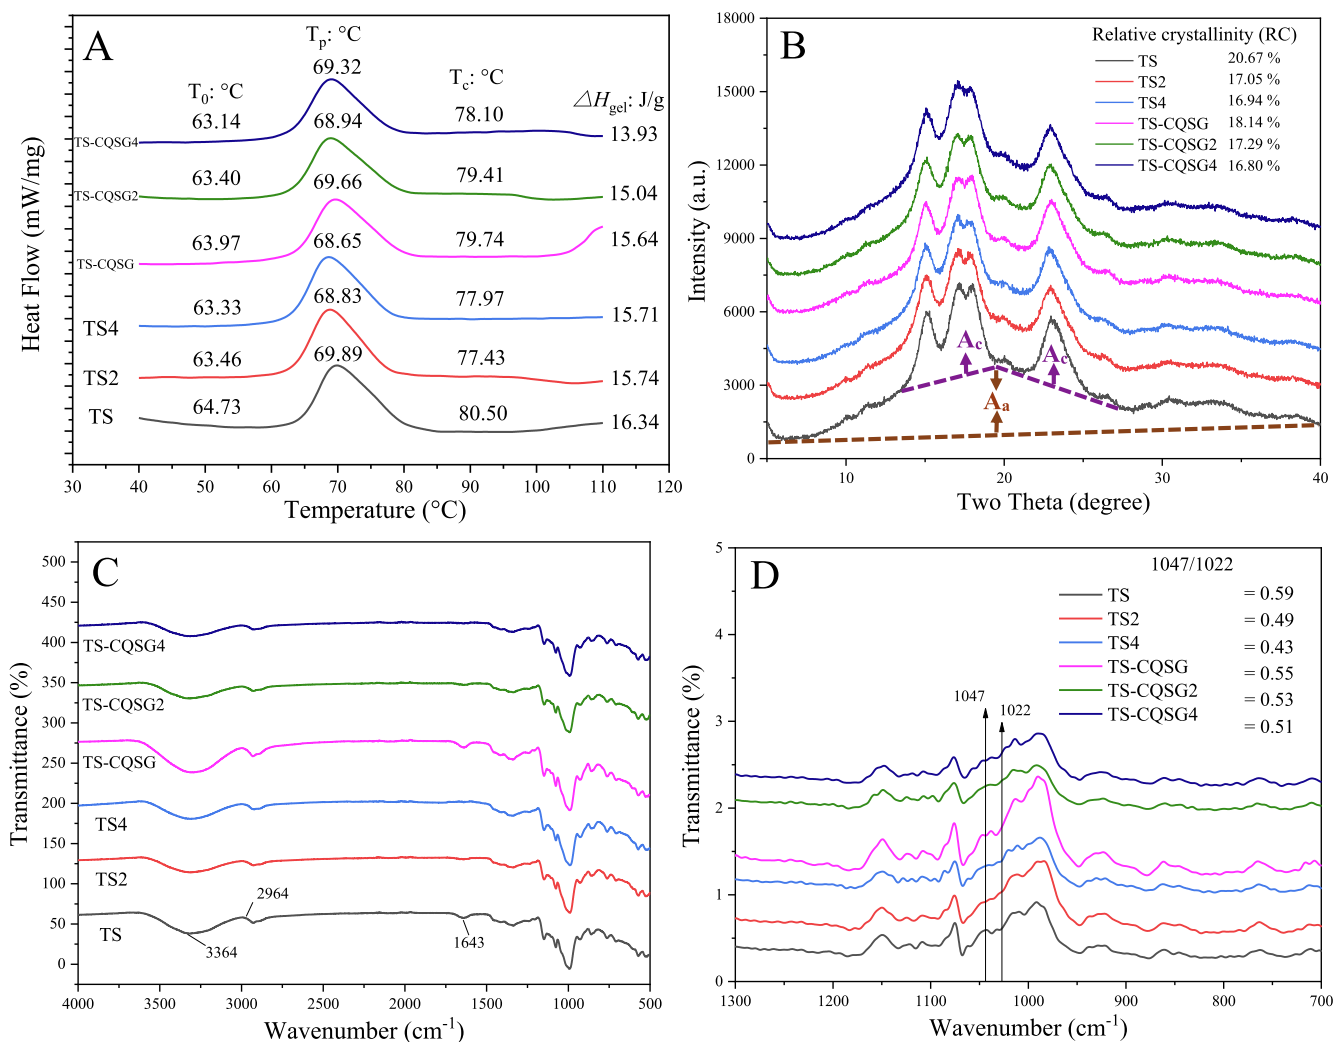 A
T_p: °C
69.32
T_0: °C
T_c: °C
△H_gel: J/g
63.14
68.94
78.10
TS-CQSG4
13.93
63.40
69.66
79.41
TS-CQSG2
15.04
63.97
68.65
79.74
TS-CQSG
15.64
63.33
68.83
77.97
TS4
15.71
63.46
69.89
77.43
TS2
15.74
64.73
80.50
TS
16.34
Heat Flow (mW/mg)
30 40 50 60 70 80 90 100 110 120
Temperature (°C)
B
Relative crystallinity (RC)
TS 20.67 %
TS2 17.05 %
TS4 16.94 %
TS-CQSG 18.14 %
TS-CQSG2 17.29 %
TS-CQSG4 16.80 %
18000
15000
12000
9000
6000
3000
0
Intensity (a.u.)
A_c
A_c
A_a
10 20 30 40
Two Theta (degree)
C
500
450
400
350
300
250
200
150
100
50
0
Transmittance (%)
TS-CQSG4
TS-CQSG2
TS-CQSG
TS4
TS2
TS
2964
3364
1643
4000 3500 3000 2500 2000 1500 1000 500
Wavenumber (cm⁻¹)
D
1047/1022
TS = 0.59
TS2 = 0.49
TS4 = 0.43
TS-CQSG = 0.55
TS-CQSG2 = 0.53
TS-CQSG4 = 0.51
1047
1022
5
4
3
2
1
0
Transmittance (%)
1300 1200 1100 1000 900 800 700
Wavenumber (cm⁻¹)